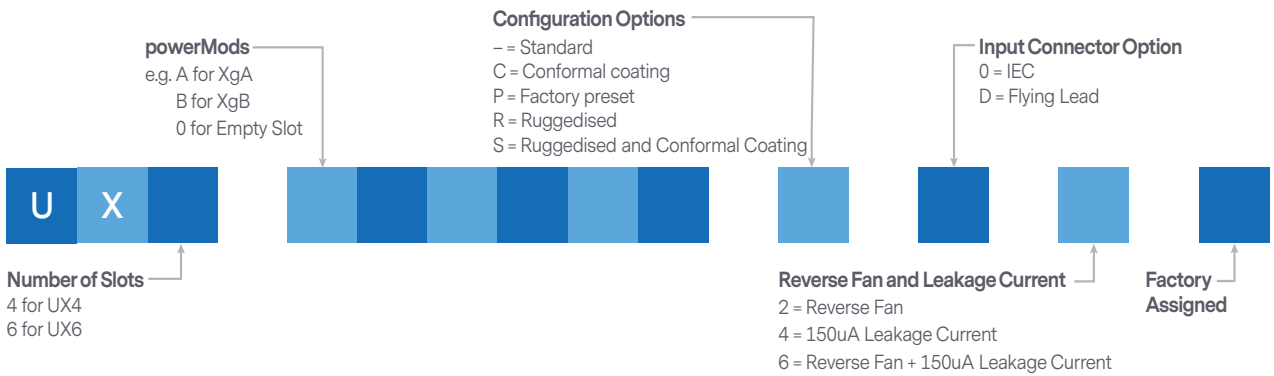 Configuration Options
– = Standard
C = Conformal coating
P = Factory preset
R = Ruggedised
S = Ruggedised and Conformal Coating
powerMods
e.g. A for XgA
B for XgB
0 for Empty Slot
Input Connector Option
0 = IEC
D = Flying Lead
U X
Number of Slots
4 for UX4
6 for UX6
Reverse Fan and Leakage Current
2 = Reverse Fan
4 = 150uA Leakage Current
6 = Reverse Fan + 150uA Leakage Current
Factory
Assigned